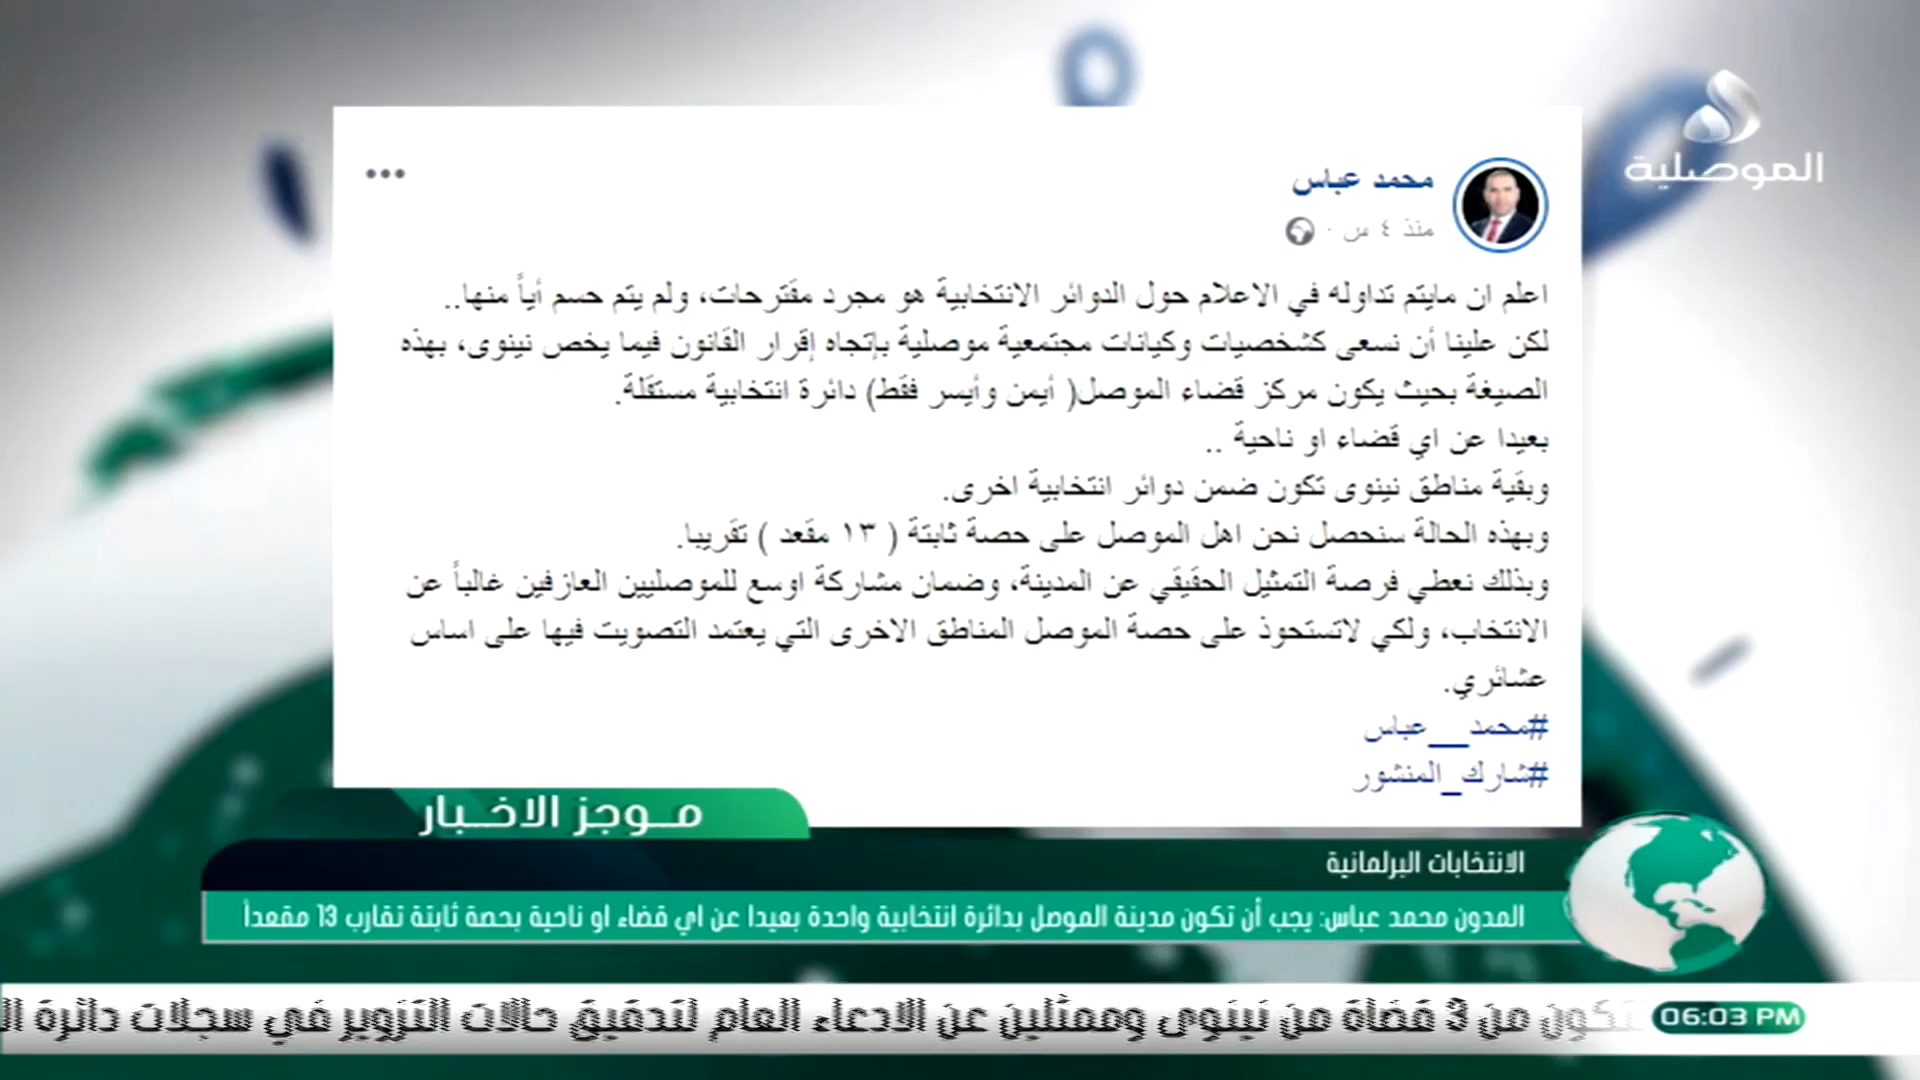 الموصلية
محمد عباس
منذ ٤ س ·
اعلم ان مايتم تداوله في الاعلام حول الدوائر الانتخابية هو مجرد مقترحات، ولم يتم حسم أياً منها..
لكن علينا أن نسعى كشخصيات وكيانات مجتمعية موصلية بإتجاه إقرار القانون فيما يخص نينوى، بهذه
الصيغة بحيث يكون مركز قضاء الموصل( أيمن وأيسر فقط) دائرة انتخابية مستقلة.
بعيدا عن اي قضاء او ناحية ..
وبقية مناطق نينوى تكون ضمن دوائر انتخابية اخرى.
وبهذه الحالة سنحصل نحن اهل الموصل على حصة ثابتة ( ١٣ مقعد ) تقريبا.
وبذلك نعطي فرصة التمثيل الحقيقي عن المدينة، وضمان مشاركة اوسع للموصليين العازفين غالباً عن
الانتخاب، ولكي لاتستحوذ على حصة الموصل المناطق الاخرى التي يعتمد التصويت فيها على اساس
عشائري.
#محمد__عباس
#شارك_المنشور
مـوجز الاخـبـار
الانتخابات البرلمانية
المدون محمد عباس: يجب أن تكون مدينة الموصل بدائرة انتخابية واحدة بعيدا عن اي قضاء او ناحية بحصة ثابتة تقارب 13 مقعداً
06:03 PM
تتكون من 3 قضاة من نينوى وممثلين عن الادعاء العام لتدقيق حالات التزوير في سجلات دائرة